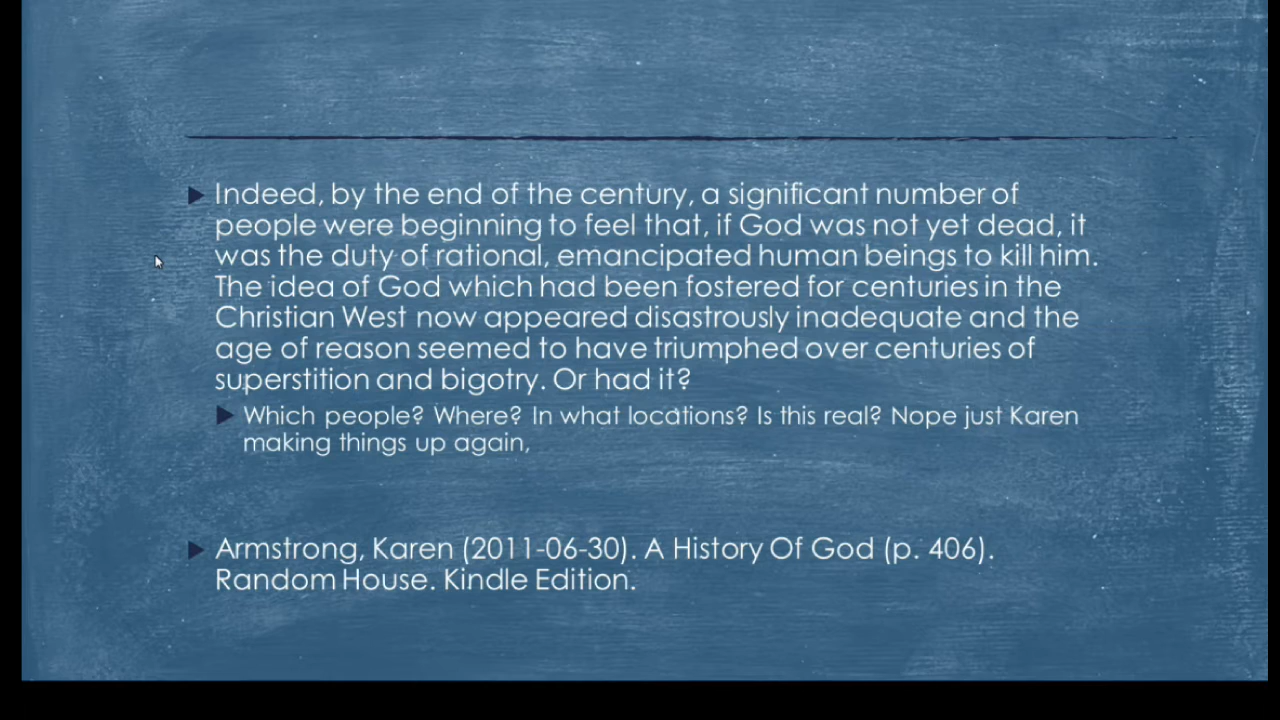 Indeed, by the end of the century, a significant number of
people were beginning to feel that, if God was not yet dead, it
was the duty of rational, emancipated human beings to kill him.
The idea of God which had been fostered for centuries in the
Christian West now appeared disastrously inadequate and the
age of reason seemed to have triumphed over centuries of
superstition and bigotry. Or had it?
Which people? Where? In what locations? Is this real? Nope just Karen
making things up again,
Armstrong, Karen (2011-06-30). A History Of God (p. 406).
Random House. Kindle Edition.